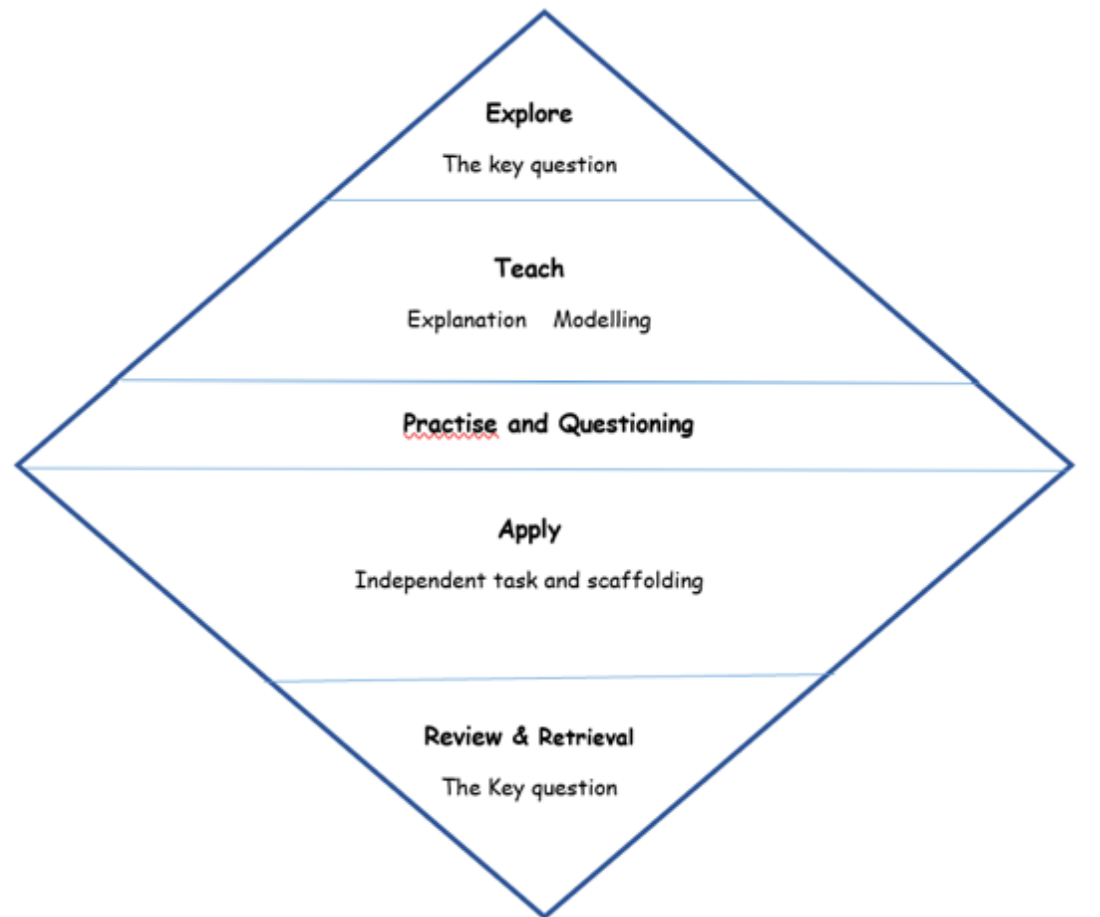 Explore
The key question
Teach
Explanation Modelling
Practise and Questioning
Apply
Independent task and scaffolding
Review & Retrieval
The Key question